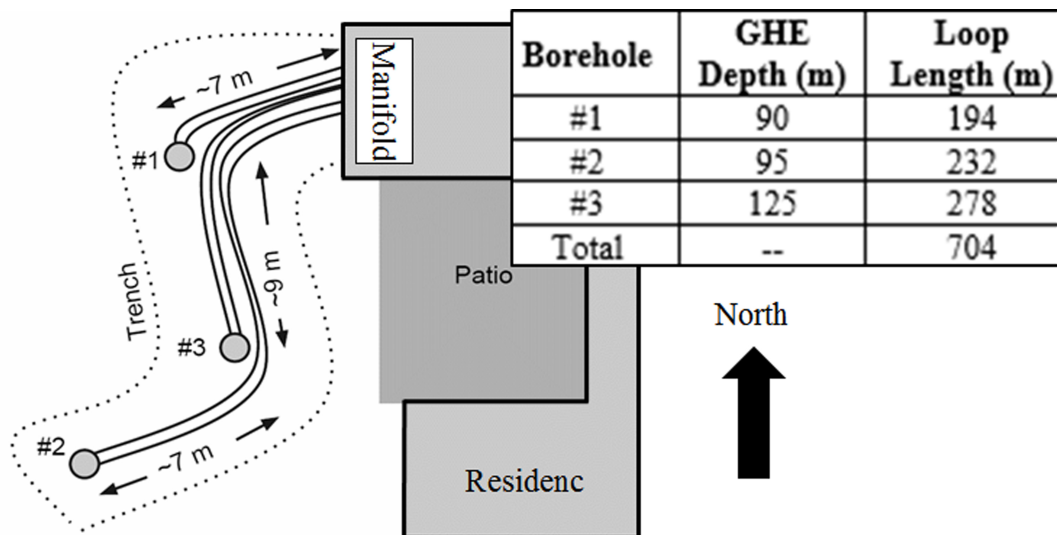 Manifold
~7 m
#1
~6 m
Trench
#3
#2
~7 m
Patio
Residenc
North
Borehole GHE Depth (m) Loop Length (m)
#1 90 194
#2 95 232
#3 125 278
Total -- 704